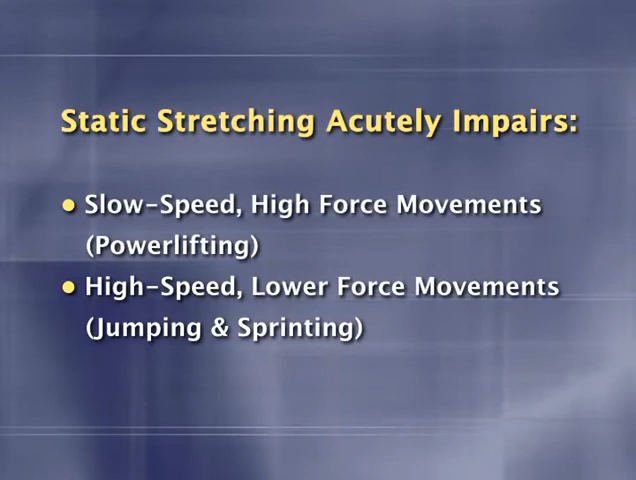 Static Stretching Acutely Impairs:
• Slow-Speed, High Force Movements
(Powerlifting)
• High-Speed, Lower Force Movements
(Jumping & Sprinting)